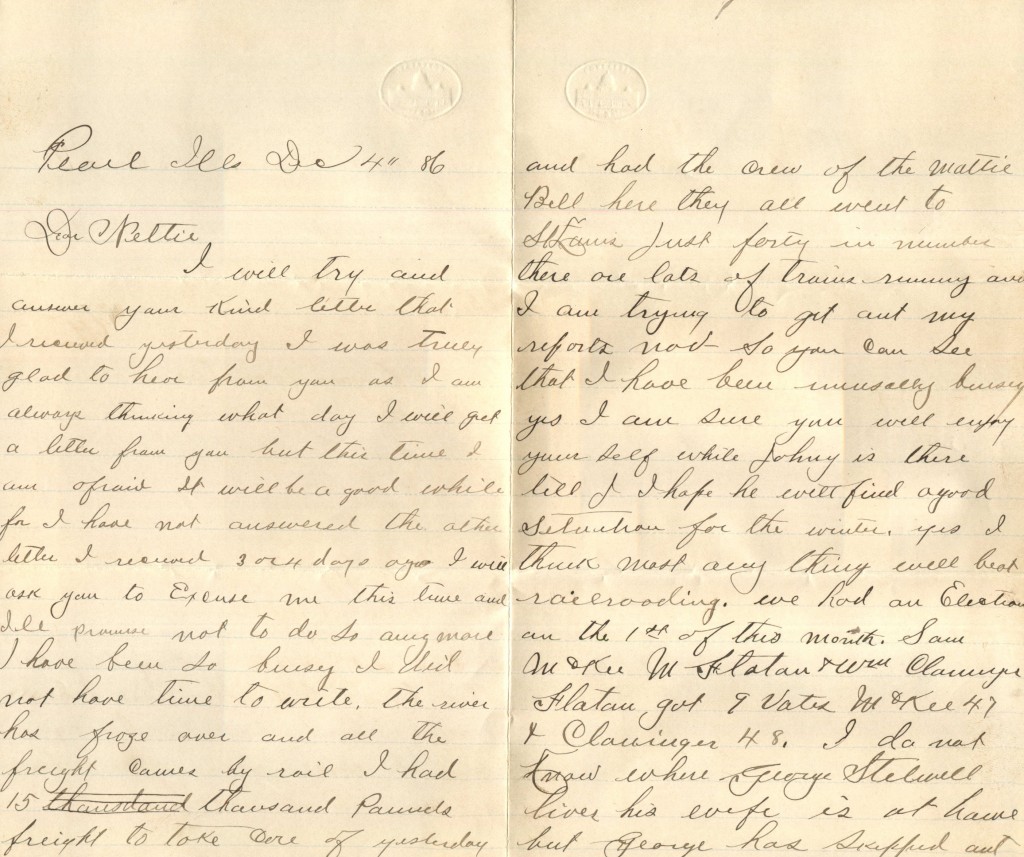 Pearl Ills Dc 4" 86
Dear Nettie
I will try and
answer your kind letter that
I recieved yesterday I was truly
glad to hear from you as I am
always thinking what day I will get
a letter from you but this time I
am afraid It will be a good while
for I have not answered the other
letter I recieved 3 or 4 days ago I will
ask you to Excuse me this time and
Ill promise not to do so any more
I have been so buisy I did
not have time to write. the river
has froze over and all the
freight comes by rail I had
15 thousand thousand Pounds
freight to take Care of yesterday
and had the crew of the Mattie
Bell here they all went to
St Louis Just forty in number
there are lots of trains running and
I am trying to get out my
reports now so you can see
that I have been unusally buisy
yes I am sure you will enjoy
your self while Johny is there
tell J I hope he will find a good
Situation for the winter. yes I
think most any thing will beat
railroading. we had an Election
on the 1st of this month. Sam
McKee M Flatan & Wm Clowinger
Flatan got 9 Votes McKee 47
& Clowinger 48. I do not
Know where George Stelwell
lives his wife is at home
but George has skipped out